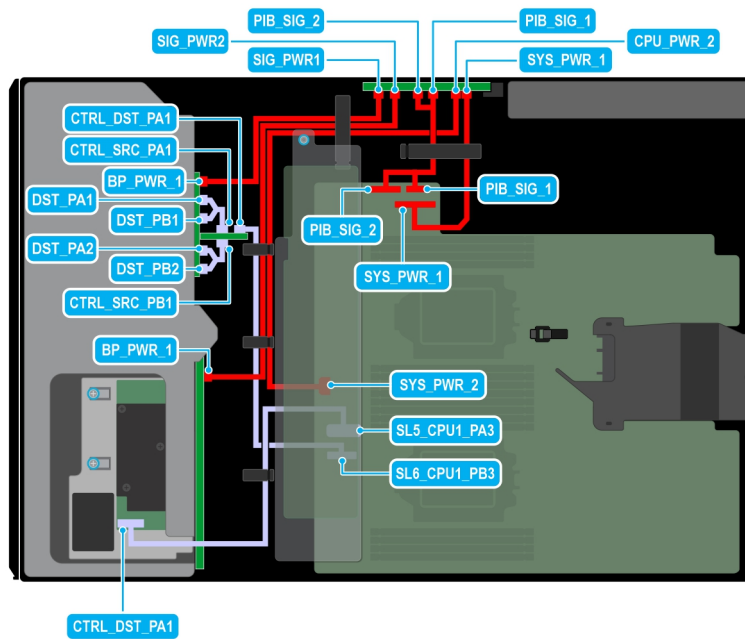 PIB_SIG_2
PIB_SIG_1
SIG_PWR2
CPU_PWR_2
SIG_PWR1
SYS_PWR_1
CTRL_DST_PA1
CTRL_SRC_PA1
BP_PWR_1
DST_PA1
PIB_SIG_1
DST_PB1
PIB_SIG_2
DST_PA2
DST_PB2
SYS_PWR_1
CTRL_SRC_PB1
BP_PWR_1
SYS_PWR_2
SL5_CPU1_PA3
SL6_CPU1_PB3
CTRL_DST_PA1